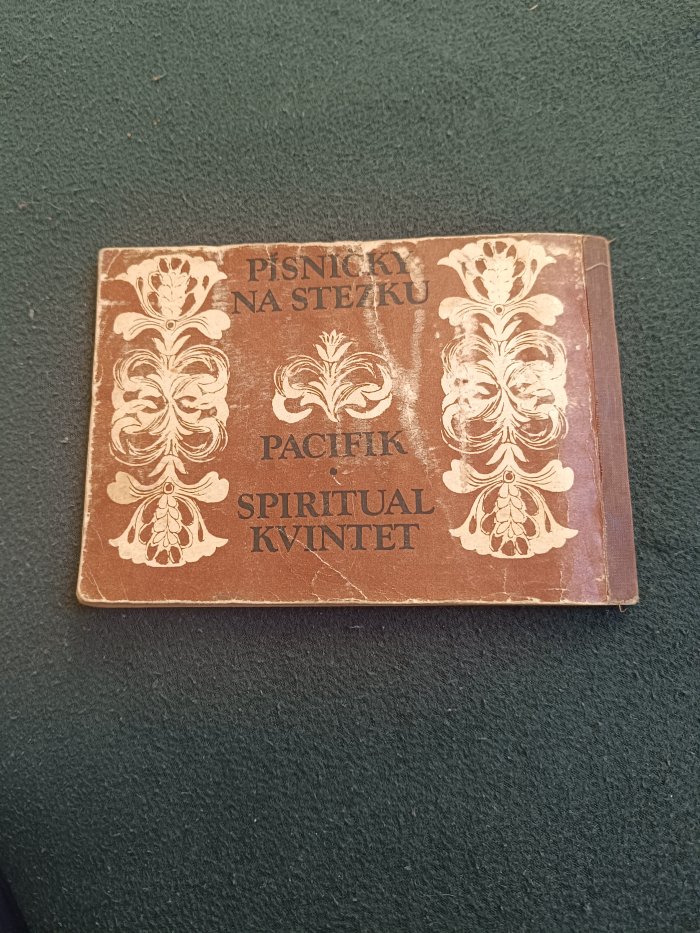 PÍSNIČKY
NA STEZKU
PACIFIK
•
SPIRITUAL
KVINTET